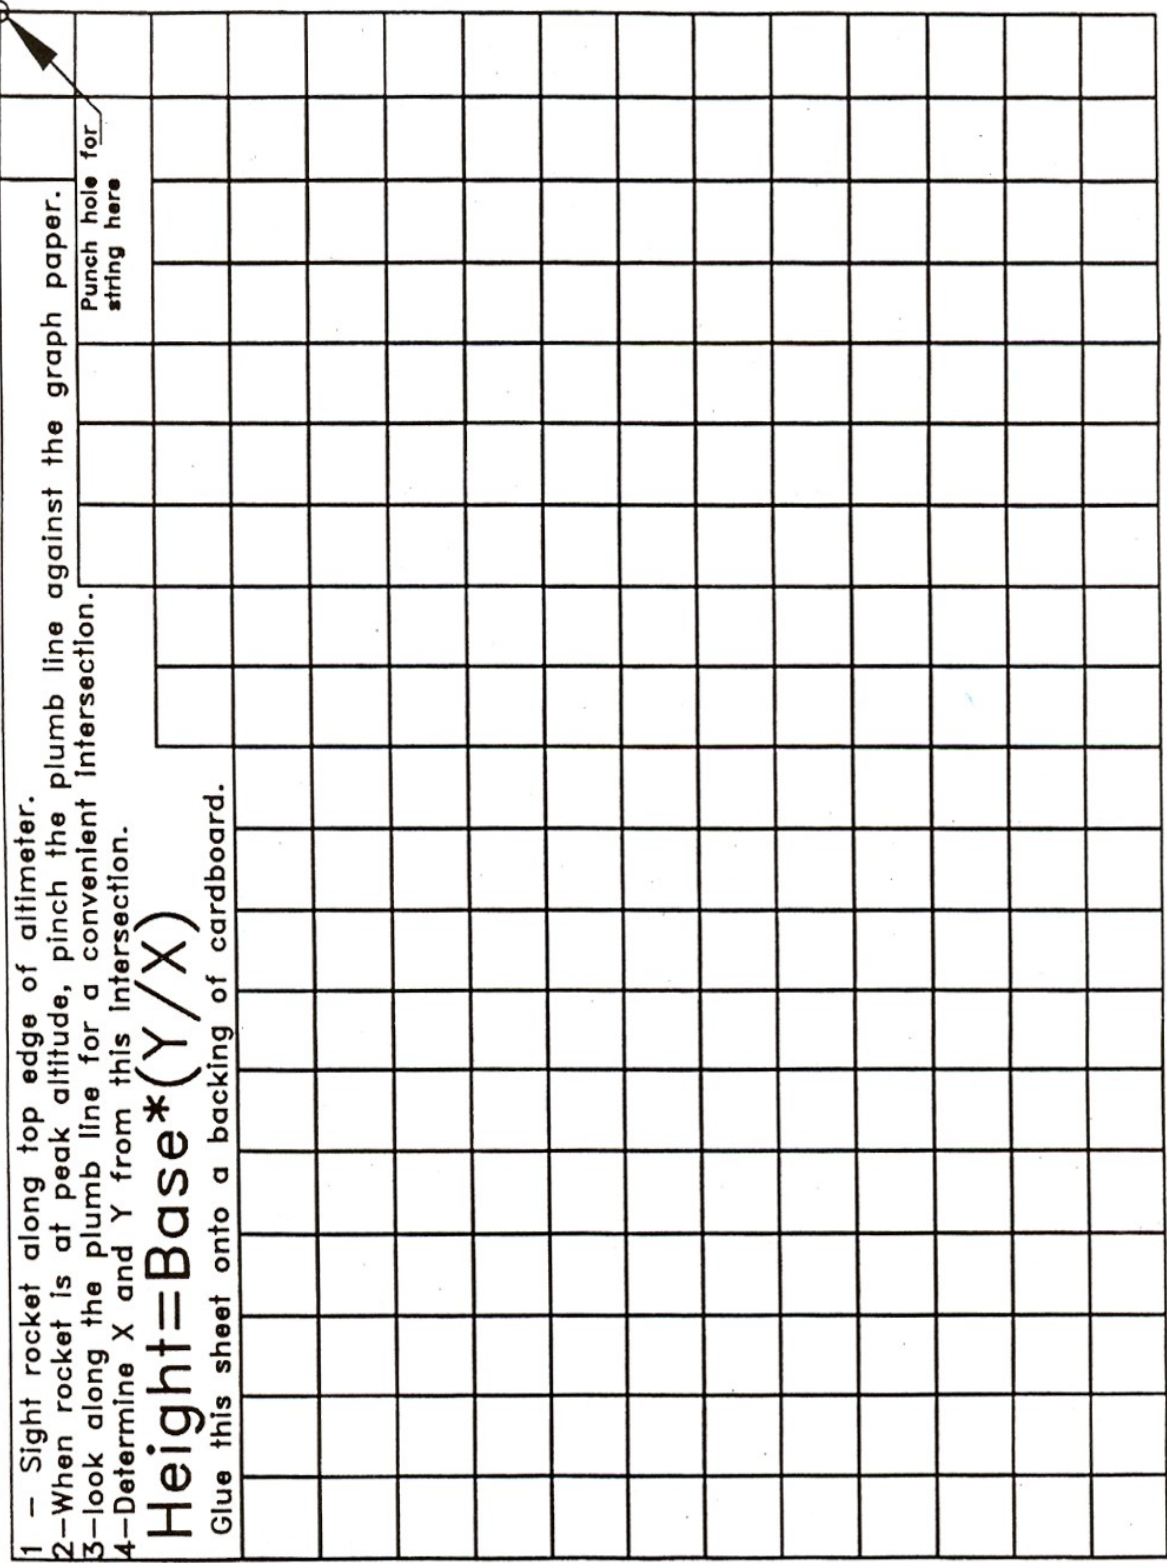 1 – Sight rocket along top edge of altimeter.
2–When rocket is at peak altitude, pinch the plumb line against the graph paper.
3–look along the plumb line for a convenient intersection.
4–Determine X and Y from this intersection.
Height=Base*(Y/X)
Glue this sheet onto a backing of cardboard.
Punch hole for
string here